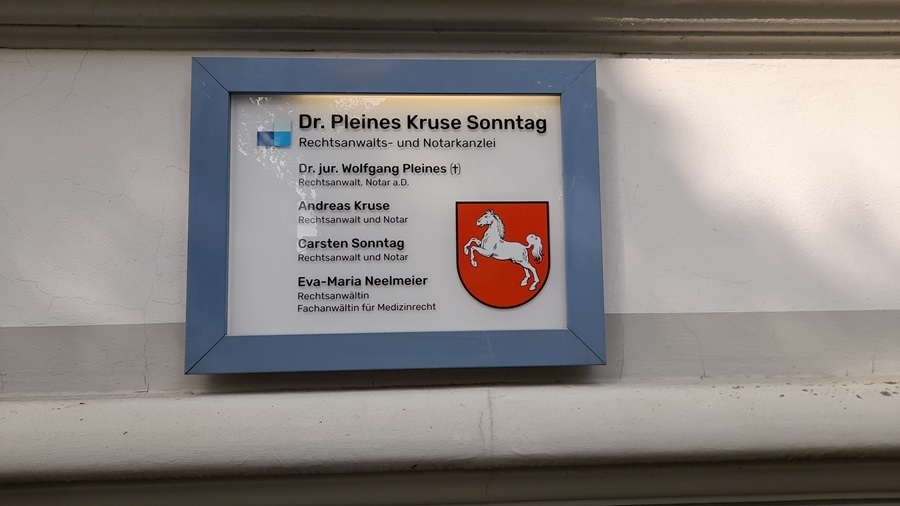 Dr. Pleines Kruse Sonntag
Rechtsanwalts- und Notarkanzlei
Dr. jur. Wolfgang Pleines (†)
Rechtsanwalt, Notar a.D.
Andreas Kruse
Rechtsanwalt und Notar
Carsten Sonntag
Rechtsanwalt und Notar
Eva-Maria Neelmeier
Rechtsanwältin
Fachanwältin für Medizinrecht